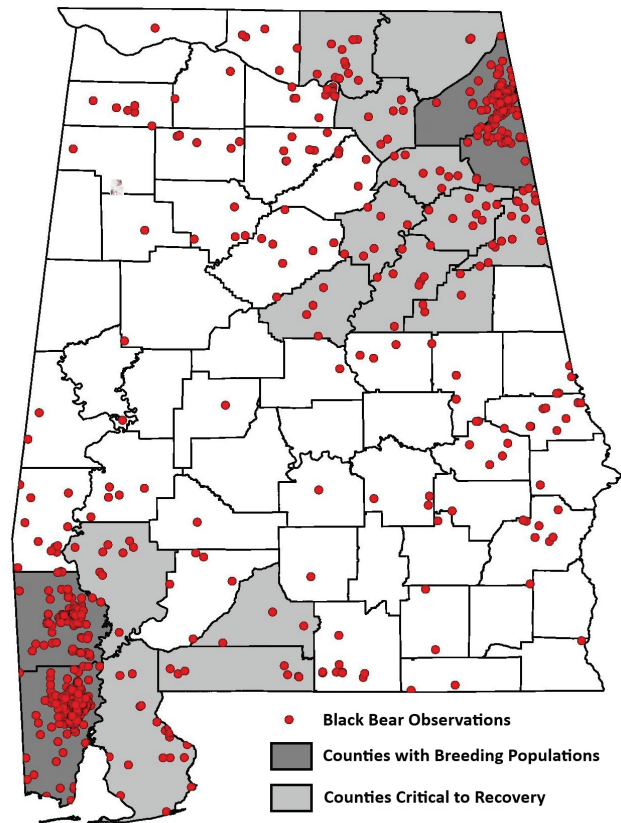 Black Bear Observations
Counties with Breeding Populations
Counties Critical to Recovery